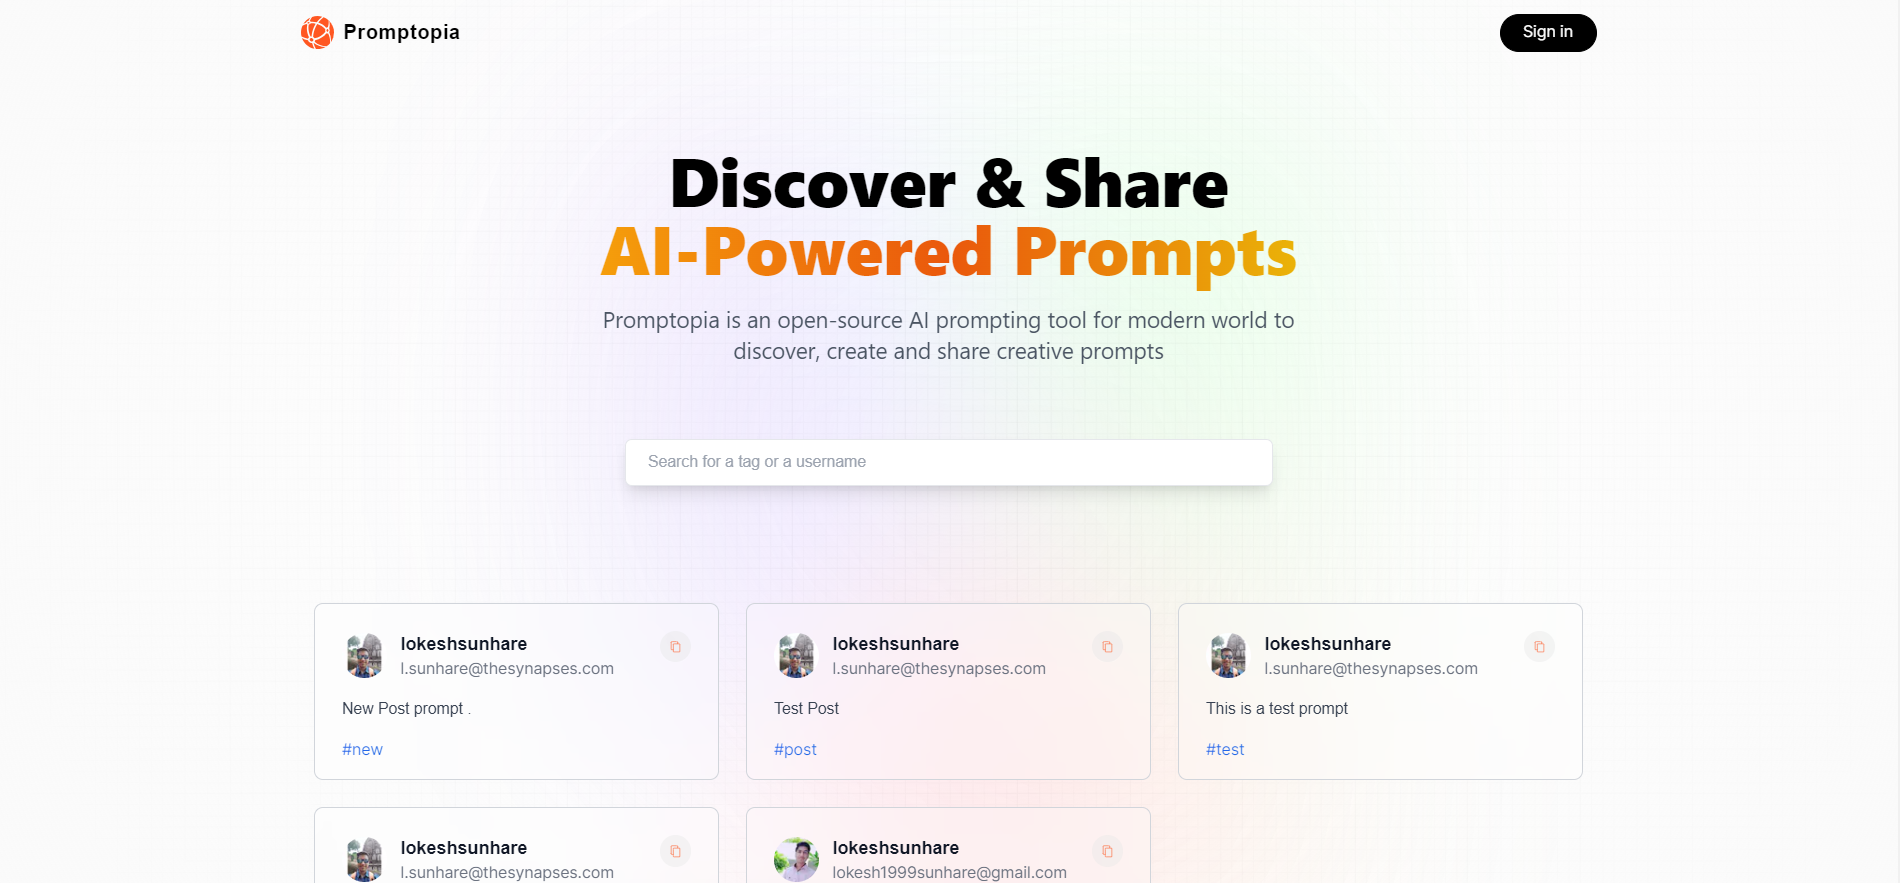 Promptopia
Sign in
Discover & Share
AI-Powered Prompts
Promptopia is an open-source AI prompting tool for modern world to
discover, create and share creative prompts
Search for a tag or a username
lokeshsunhare
l.sunhare@thesynapses.com
New Post prompt .
#new
lokeshsunhare
l.sunhare@thesynapses.com
Test Post
#post
lokeshsunhare
l.sunhare@thesynapses.com
This is a test prompt
#test
lokeshsunhare
l.sunhare@thesynapses.com
lokeshsunhare
lokesh1999sunhare@gmail.com